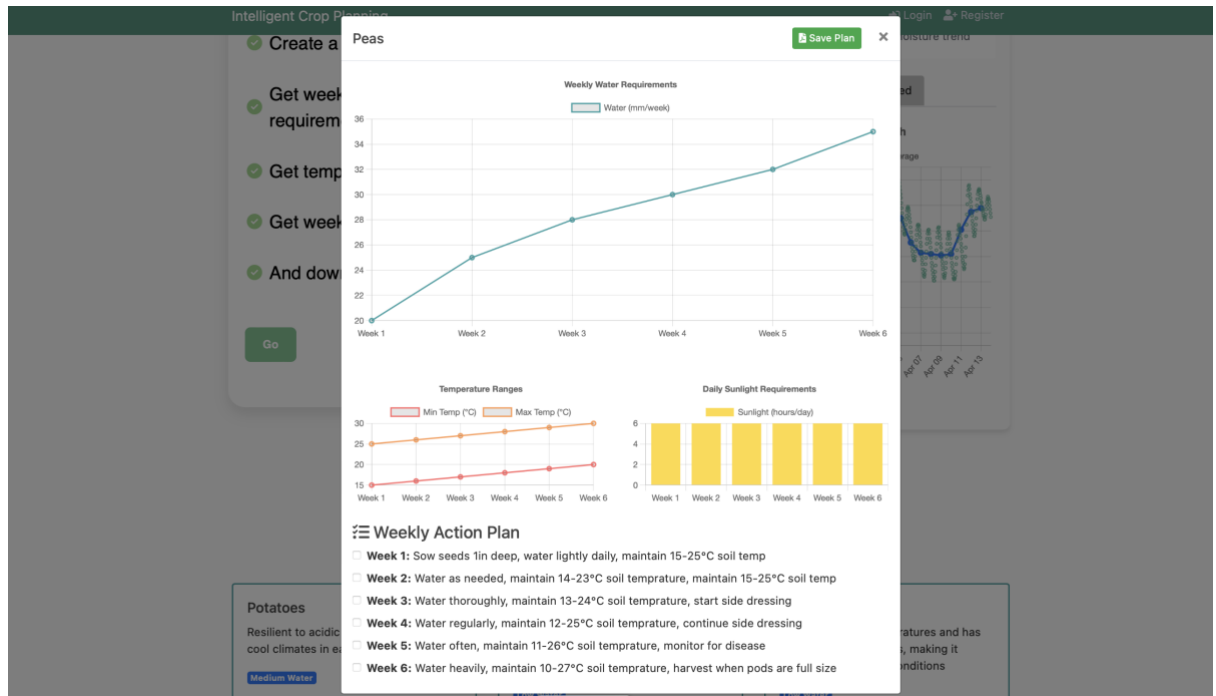 Intelligent Crop Planning
Login
Register
Create a
Get week
requirem
Get temp
Get week
And dow
Go
Peas
Save Plan
×
Weekly Water Requirements
Water (mm/week)
36
34
32
30
28
26
24
22
20
Week 1 Week 2 Week 3 Week 4 Week 5 Week 6
Temperature Ranges
Min Temp (°C) Max Temp (°C)
30
25
20
15
Week 1 Week 2 Week 3 Week 4 Week 5 Week 6
Daily Sunlight Requirements
Sunlight (hours/day)
6
4
2
0
Week 1 Week 2 Week 3 Week 4 Week 5 Week 6
Weekly Action Plan
Week 1: Sow seeds 1in deep, water lightly daily, maintain 15-25°C soil temp
Week 2: Water as needed, maintain 14-23°C soil temprature, maintain 15-25°C soil temp
Week 3: Water thoroughly, maintain 13-24°C soil temprature, start side dressing
Week 4: Water regularly, maintain 12-25°C soil temprature, continue side dressing
Week 5: Water often, maintain 11-26°C soil temprature, monitor for disease
Week 6: Water heavily, maintain 10-27°C soil temprature, harvest when pods are full size
moisture trend
ed
h
erage
Apr 07 Apr 09 Apr 11 Apr 13
Potatoes
Resilient to acidic
cool climates in ea
Medium Water
ratures and has
s, making it
onditions